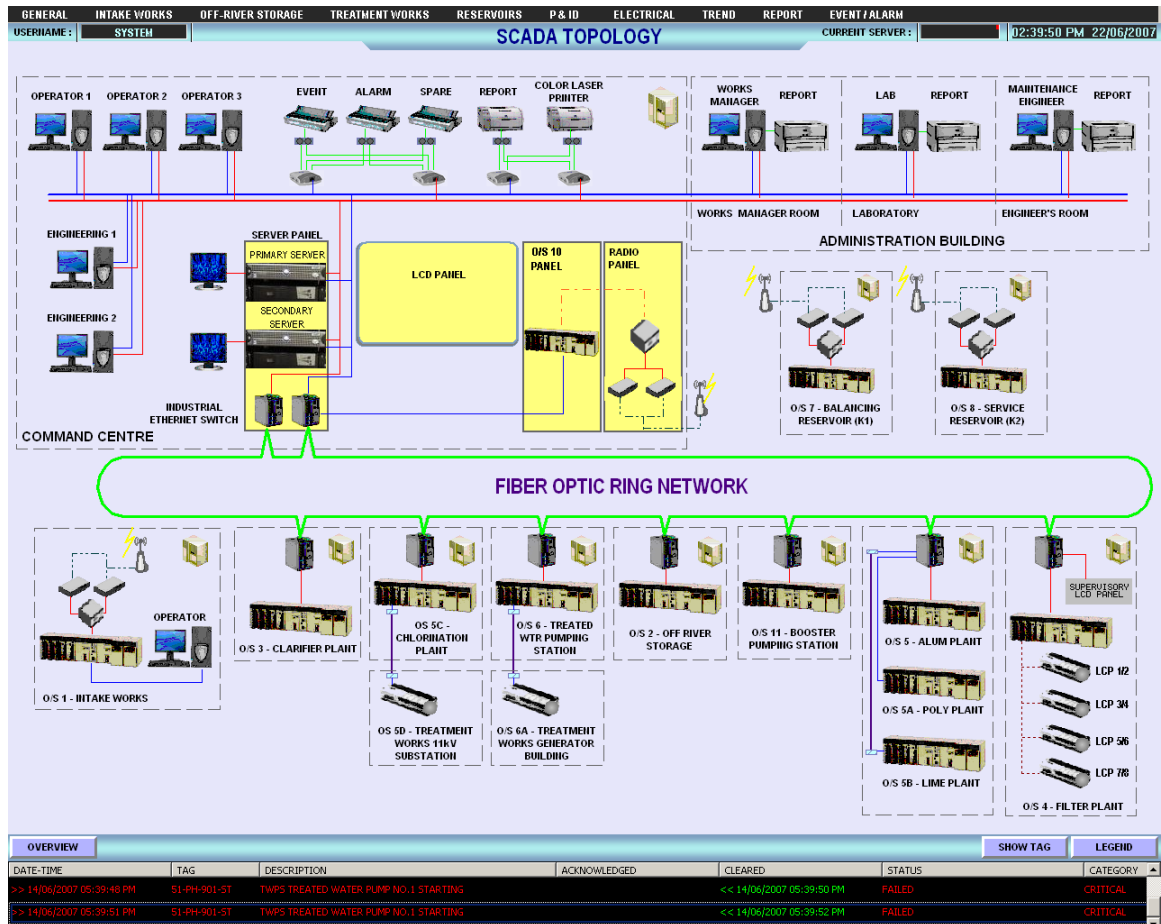 GENERAL INTAKE WORKS OFF-RIVER STORAGE TREATMENT WORKS RESERVOIRS P & ID ELECTRICAL TREND REPORT EVENT / ALARM
USERNAME : SYSTEM SCADA TOPOLOGY CURRENT SERVER : 02:39:50 PM 22/06/2007
OPERATOR 1 OPERATOR 2 OPERATOR 3 EVENT ALARM SPARE REPORT COLOR LASER
PRINTER
WORKS
MANAGER
REPORT
LAB REPORT
MAINTENANCE
ENGINEER
REPORT
WORKS MANAGER ROOM LABORATORY ENGINEER'S ROOM
ADMINISTRATION BUILDING
ENGINEERING 1
ENGINEERING 2
SERVER PANEL
PRIMARY SERVER
SECONDARY
SERVER
LCD PANEL
O/S 10
PANEL
RADIO
PANEL
INDUSTRIAL
ETHERNET SWITCH
COMMAND CENTRE
O/S 7 - BALANCING
RESERVOIR (K1)
O/S 8 - SERVICE
RESERVOIR (K2)
FIBER OPTIC RING NETWORK
OPERATOR
O/S 1 - INTAKE WORKS
O/S 3 - CLARIFIER PLANT
OS 5C -
CHLORINATION
PLANT
OS 5D - TREATMENT
WORKS 11kV
SUBSTATION
O/S 6 - TREATED
WTR PUMPING
STATION
O/S 6A - TREATMENT
WORKS GENERATOR
BUILDING
O/S 2 - OFF RIVER
STORAGE
O/S 11 - BOOSTER
PUMPING STATION
O/S 5 - ALUM PLANT
O/S 5A - POLY PLANT
O/S 5B - LIME PLANT
SUPERVISORY
LCD PANEL
LCP 1/2
LCP 3/4
LCP 5/6
LCP 7/8
O/S 4 - FILTER PLANT
OVERVIEW SHOW TAG LEGEND
DATE-TIME TAG DESCRIPTION ACKNOWLEDGED CLEARED STATUS CATEGORY
>> 14/06/2007 05:39:48 PM 51-PH-901-ST TWPS TREATED WATER PUMP NO.1 STARTING << 14/06/2007 05:39:50 PM FAILED CRITICAL
>> 14/06/2007 05:39:51 PM 51-PH-901-ST TWPS TREATED WATER PUMP NO.1 STARTING << 14/06/2007 05:39:52 PM FAILED CRITICAL